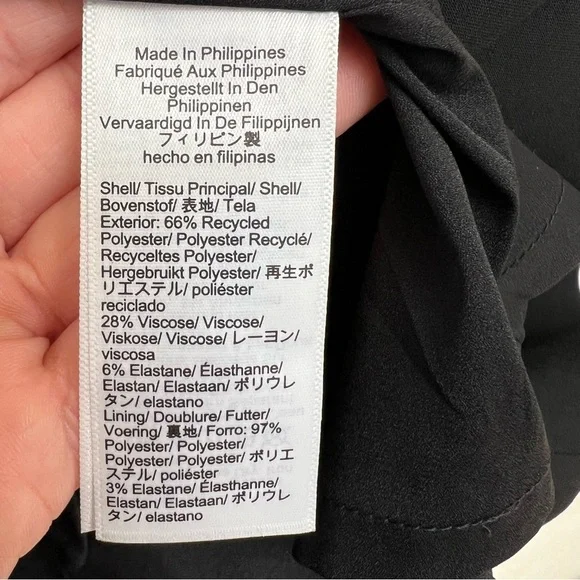 Made In Philippines
Fabriqué Aux Philippines
Hergestellt In Den
Philippinen
Vervaardigd In De Filippijnen
フィリピン製
hecho en filipinas
Shell/ Tissu Principal/ Shell/
Bovenstof/ 表地/ Tela
Exterior: 66% Recycled
Polyester/ Polyester Recyclé/
Recyceltes Polyester/
Hergebruikt Polyester/ 再生ポ
リエステル/ poliéster
reciclado
28% Viscose/ Viscose/
Viskose/ Viscose/ レーヨン/
viscosa
6% Elastane/ Élasthanne/
Elastan/ Elastaan/ ポリウレ
タン/ elastano
Lining/ Doublure/ Futter/
Voering/ 裏地/ Forro: 97%
Polyester/ Polyester/
Polyester/ Polyester/ ポリエ
ステル/ poliéster
3% Elastane/ Élasthanne/
Elastan/ Elastaan/ ポリウレ
タン/ elastano